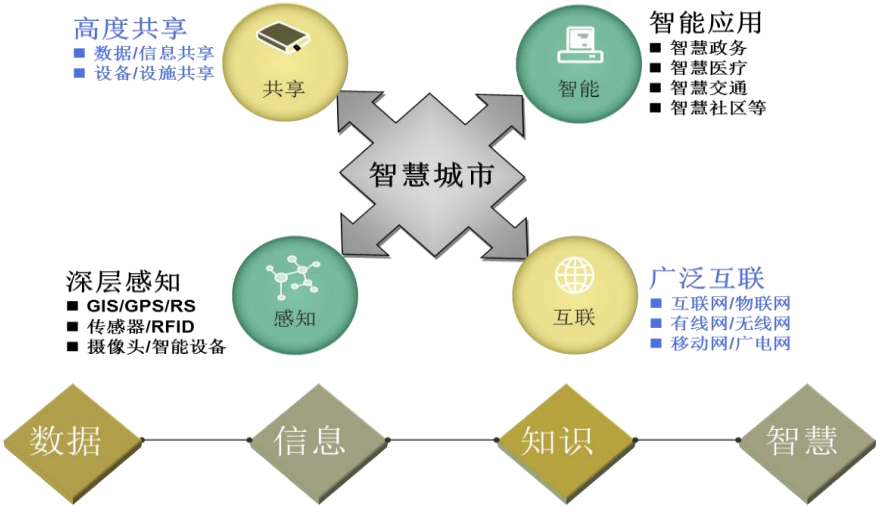 高度共享
■ 数据/信息共享
■ 设备/设施共享
共享
智能
智能应用
■ 智慧政务
■ 智慧医疗
■ 智慧交通
■ 智慧社区等
智慧城市
深层感知
■ GIS/GPS/RS
■ 传感器/RFID
■ 摄像头/智能设备
感知
互联
广泛互联
■ 互联网/物联网
■ 有线网/无线网
■ 移动网/广电网
数据
信息
知识
智慧